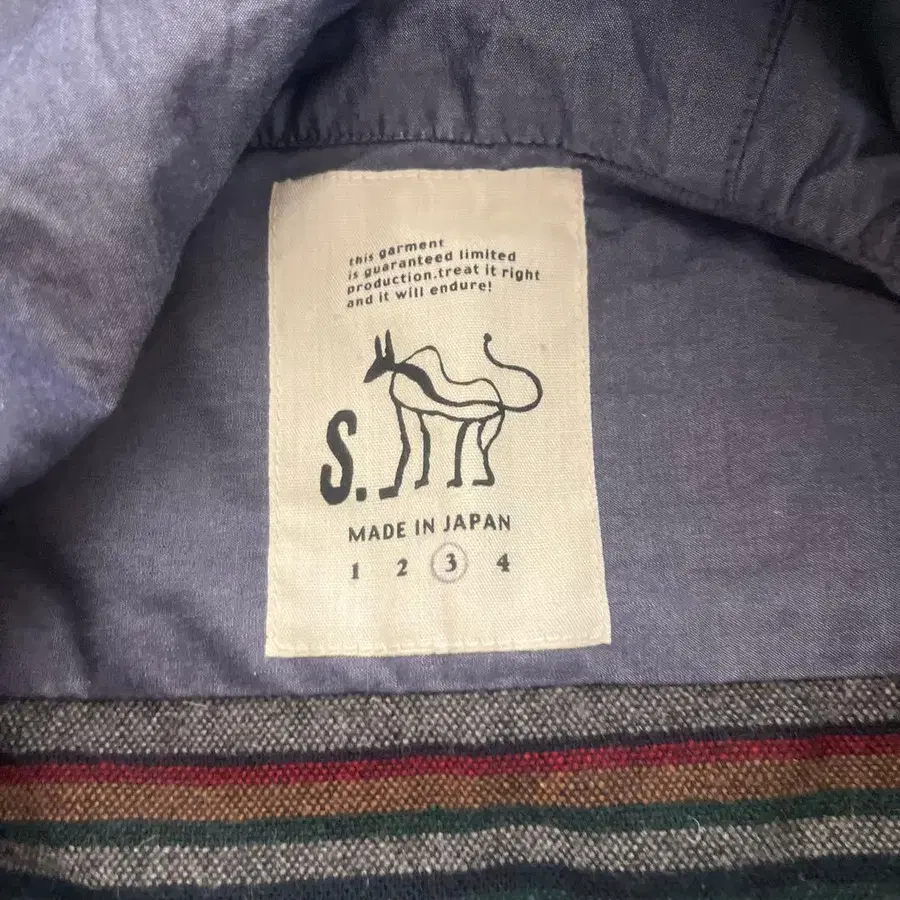 this garment
is guaranteed limited
production.treat it right
and it will endure!
S.
MADE IN JAPAN
1 2 3 4